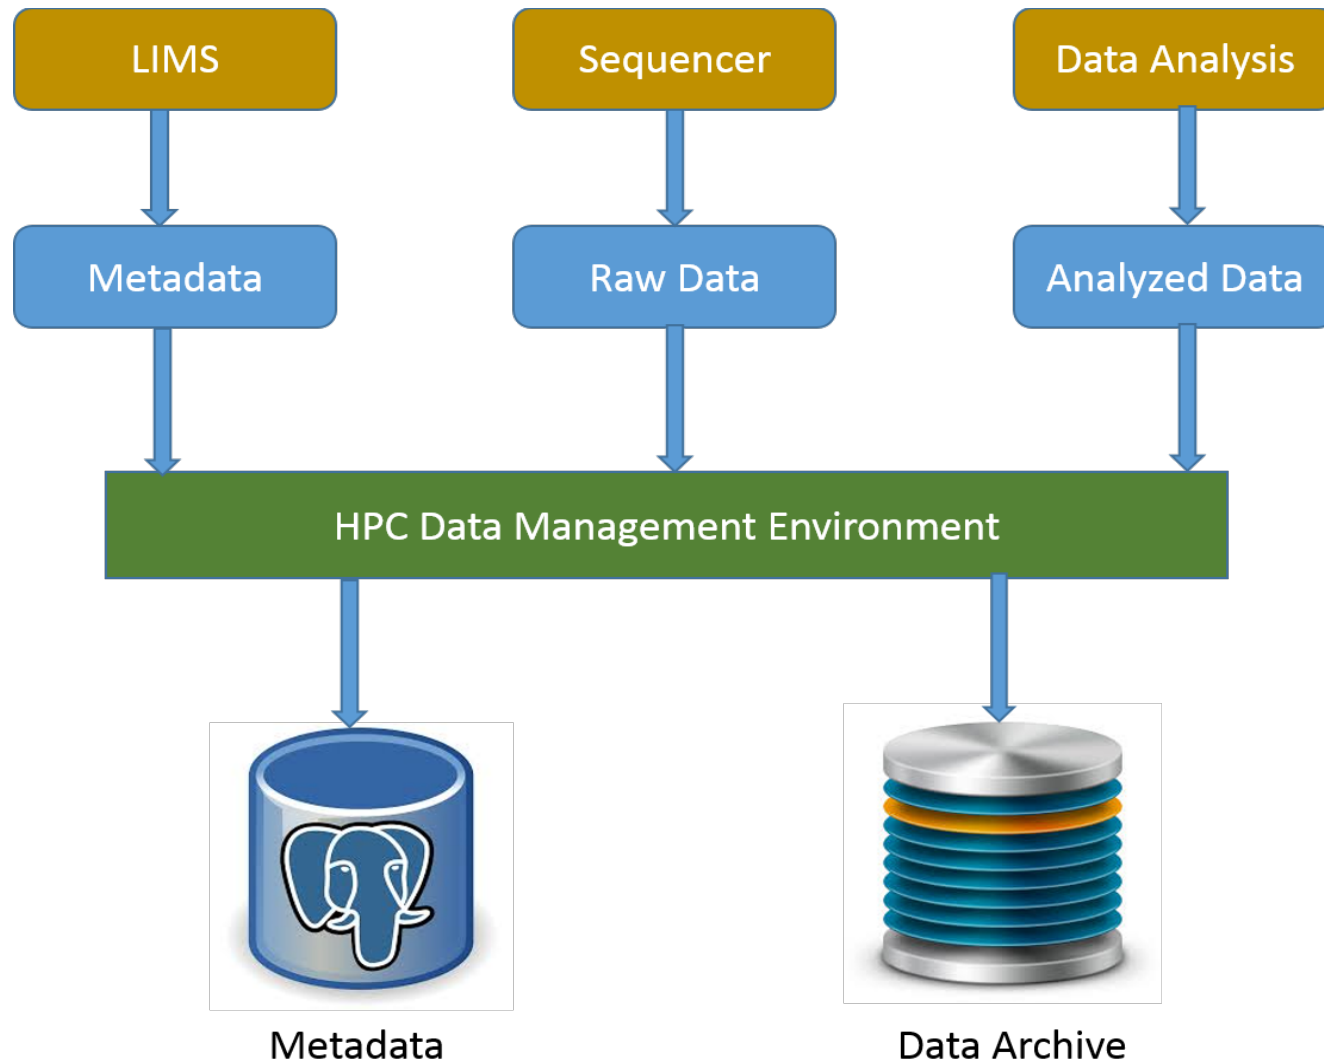 LIMS
Sequencer
Data Analysis
Metadata
Raw Data
Analyzed Data
HPC Data Management Environment
Metadata
Data Archive